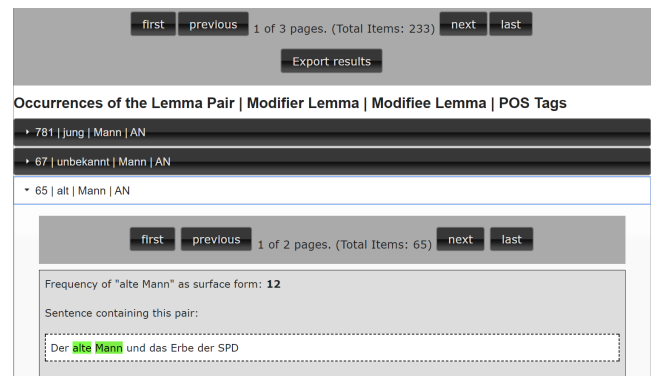 first previous 1 of 3 pages. (Total Items: 233) next last
Export results
Occurrences of the Lemma Pair | Modifier Lemma | Modifiee Lemma | POS Tags
781 | jung | Mann | AN
67 | unbekannt | Mann | AN
65 | alt | Mann | AN
first previous 1 of 2 pages. (Total Items: 65) next last
Frequency of "alte Mann" as surface form: 12
Sentence containing this pair:
Der alte Mann und das Erbe der SPD